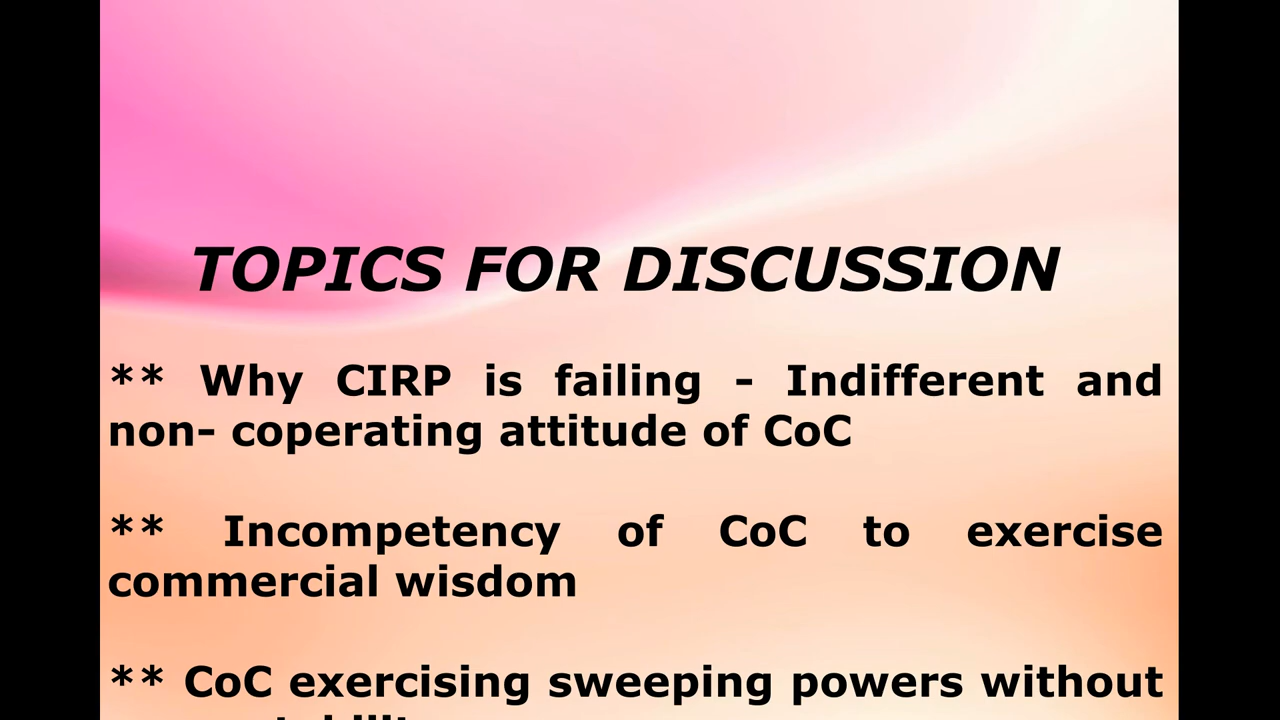 TOPICS FOR DISCUSSION
** Why CIRP is failing - Indifferent and
non- coperating attitude of CoC
** Incompetency of CoC to exercise
commercial wisdom
** CoC exercising sweeping powers without